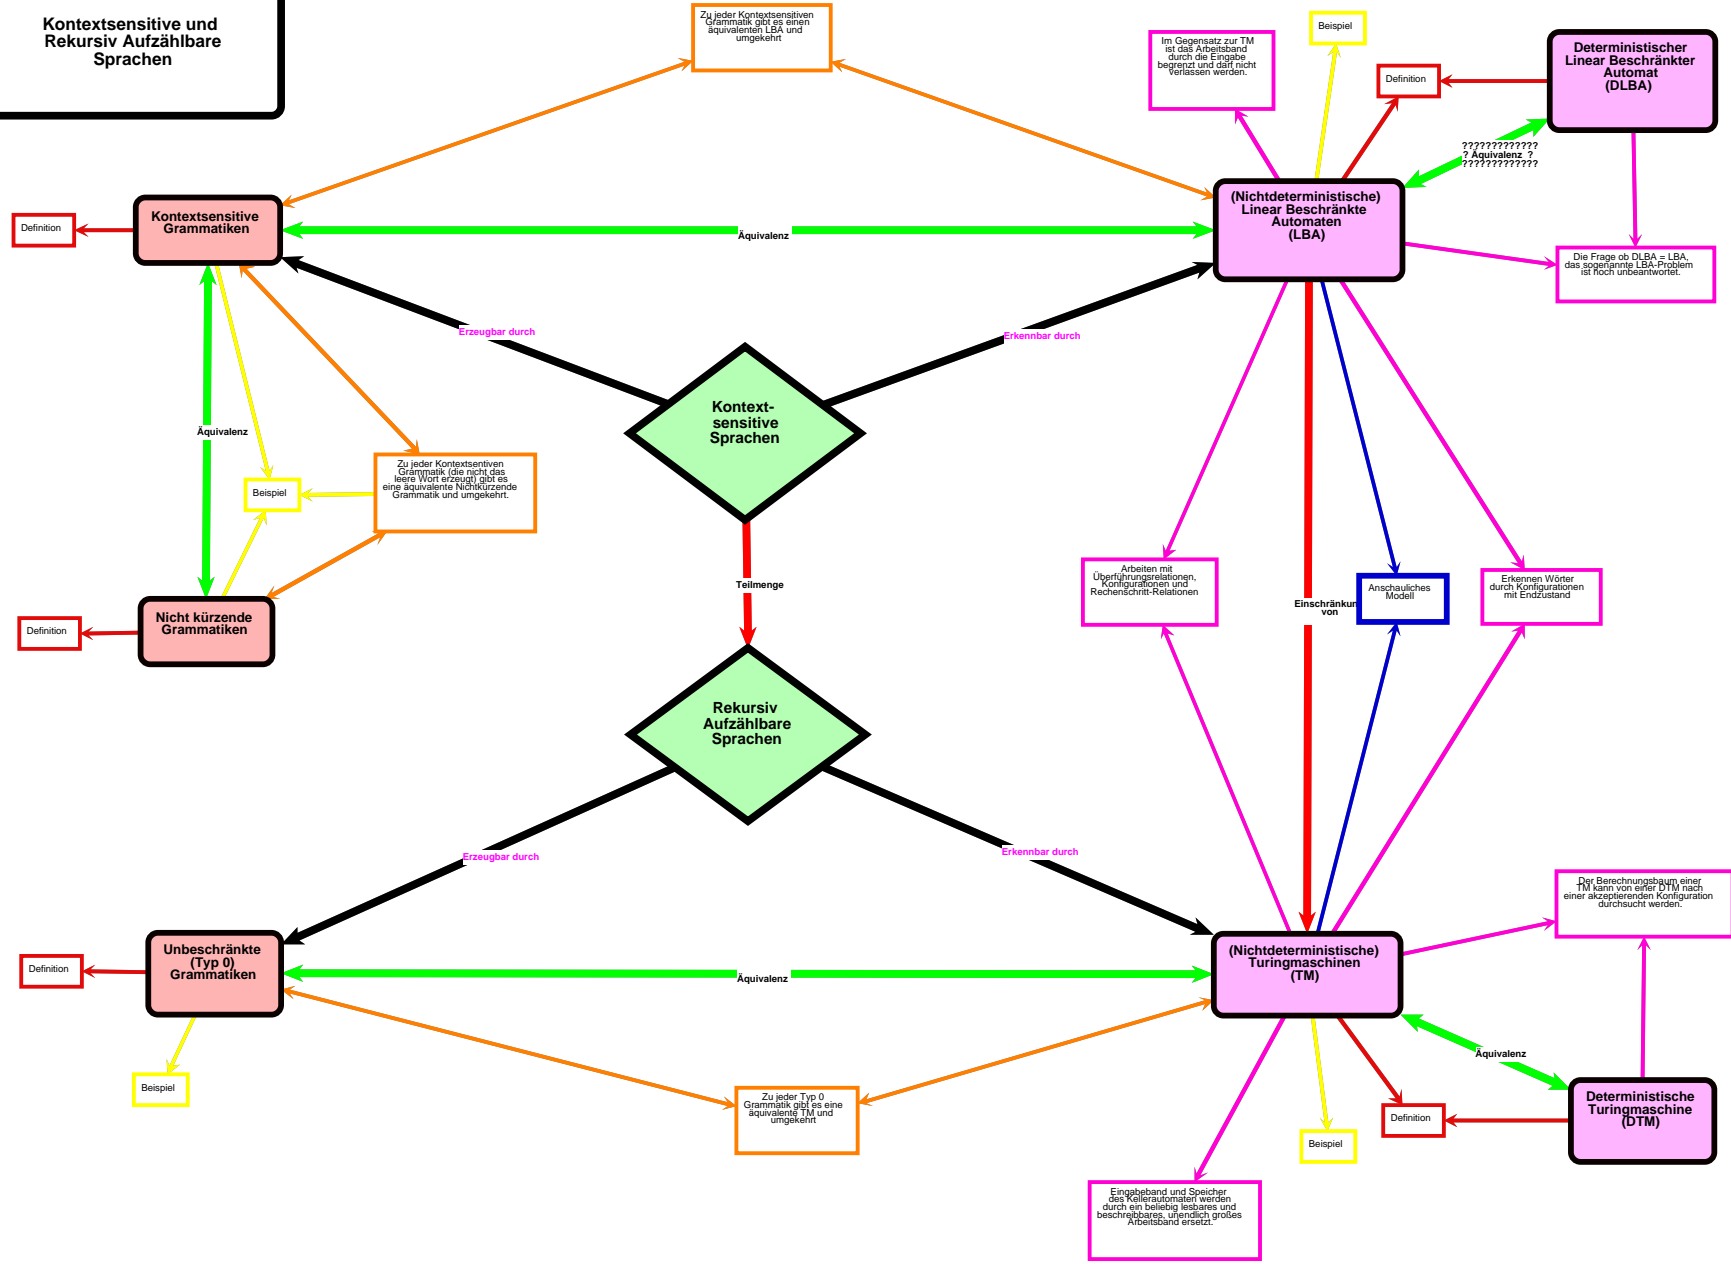 Kontextsensitive und
Rekursiv Aufzählbare
Sprachen
Zu jeder Kontextsensitiven
Grammatik gibt es einen
äquivalenten LBA und
umgekehrt
Im Gegensatz zur TM
ist das Arbeitsband
durch die Eingabe
begrenzt und darf nicht
verlassen werden.
Beispiel
Definition
Deterministischer
Linear Beschränkter
Automat
(DLBA)
?????????????
? Äquivalenz ?
?????????????
Definition
Kontextsensitive
Grammatiken
Äquivalenz
(Nichtdeterministische)
Linear Beschränkte
Automaten
(LBA)
Die Frage ob DLBA = LBA,
das sogenannte LBA-Problem
ist noch unbeantwortet.
Erzeugbar durch
Erkennbar durch
Kontext-
sensitive
Sprachen
Äquivalenz
Beispiel
Zu jeder Kontextsentiven
Grammatik (die nicht das
leere Wort erzeugt) gibt es
eine äquivalente Nichtkürzende
Grammatik und umgekehrt.
Teilmenge
Arbeiten mit
Überführungsrelationen,
Konfigurationen und
Rechenschritt-Relationen
Einschränkun
von
Anschauliches
Modell
Erkennen Wörter
durch Konfigurationen
mit Endzustand
Definition
Nicht kürzende
Grammatiken
Rekursiv
Aufzählbare
Sprachen
Erzeugbar durch
Erkennbar durch
Der Berechnungsbaum einer
TM kann von einer DTM nach
einer akzeptierenden Konfiguration
durchsucht werden.
Definition
Unbeschränkte
(Typ 0)
Grammatiken
Äquivalenz
(Nichtdeterministische)
Turingmaschinen
(TM)
Äquivalenz
Beispiel
Zu jeder Typ 0
Grammatik gibt es eine
äquivalente TM und
umgekehrt
Beispiel
Definition
Deterministische
Turingmaschine
(DTM)
Eingabeband und Speicher
des Kellerautomaten werden
durch ein beliebig lesbares und
beschreibbares, unendlich großes
Arbeitsband ersetzt.